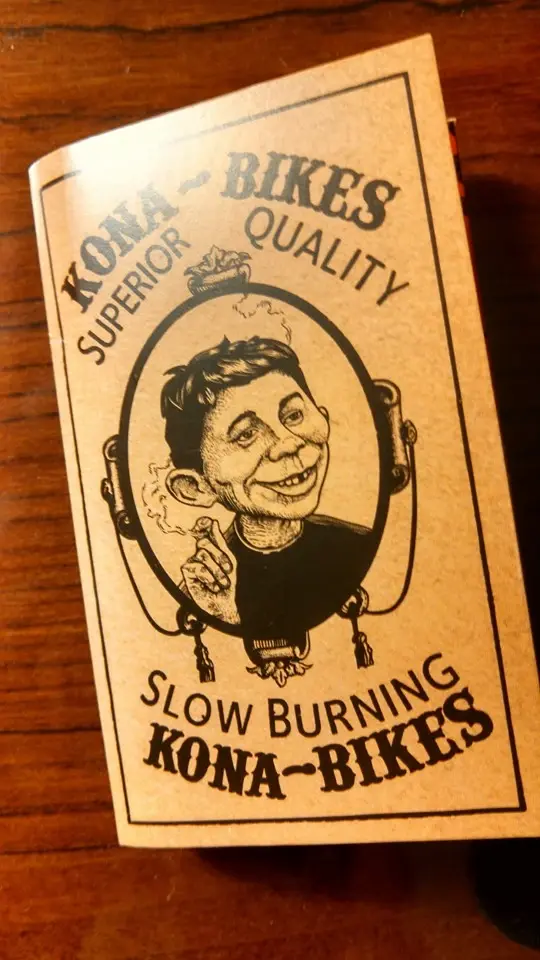 KONA~BIKES
SUPERIOR QUALITY
SLOW BURNING
KONA~BIKES